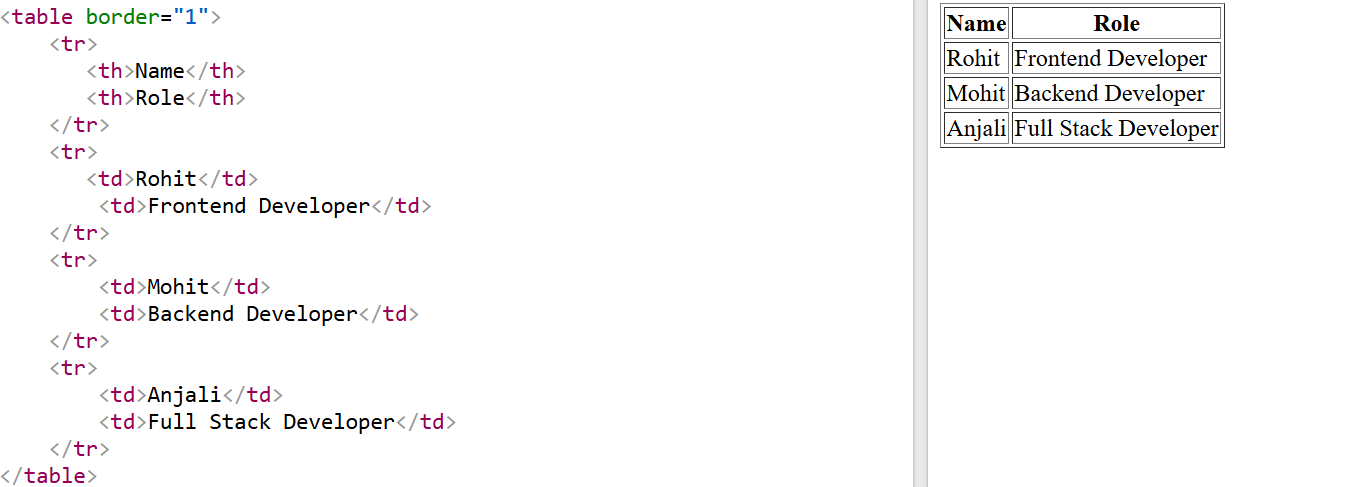 <table border="1">
    <tr>
       <th>Name</th>
       <th>Role</th>
    </tr>
    <tr>
       <td>Rohit</td>
        <td>Frontend Developer</td>
    </tr>
    <tr>
        <td>Mohit</td>
        <td>Backend Developer</td>
    </tr>
    <tr>
        <td>Anjali</td>
        <td>Full Stack Developer</td>
    </tr>
</table>
Name Role
Rohit Frontend Developer
Mohit Backend Developer
Anjali Full Stack Developer